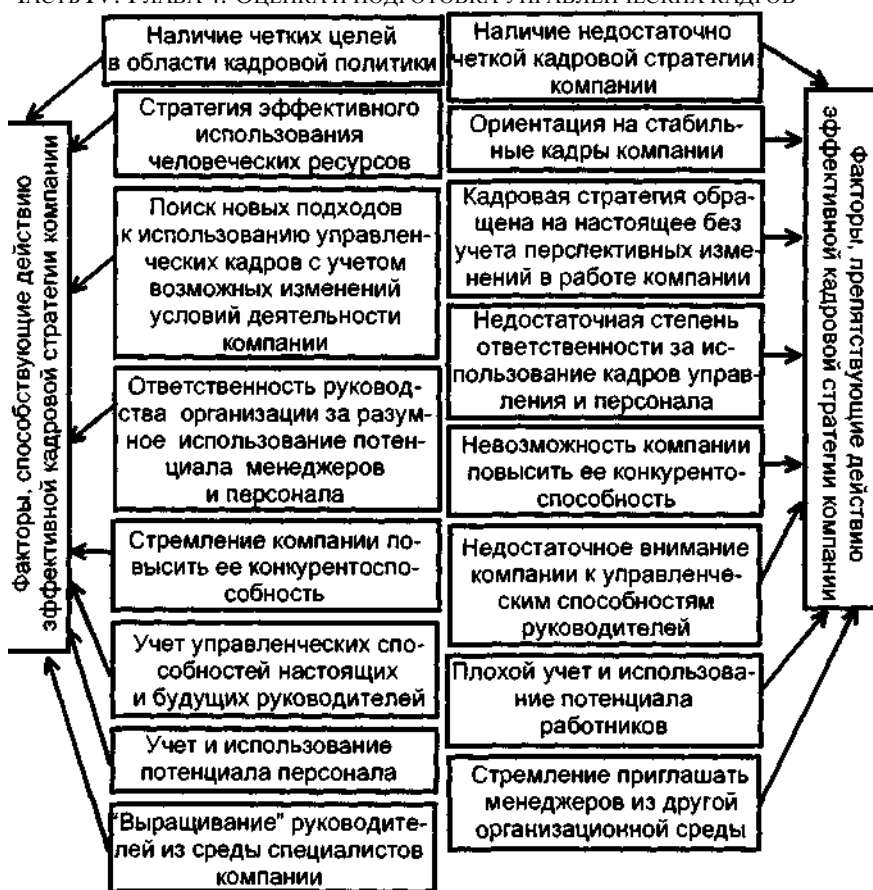 ЧАСТЬ IV. ГЛАВА 4. ОЦЕНКА И ПОДГОТОВКА УПРАВЛЕНЧЕСКИХ КАДРОВ
Факторы, способствующие действию
эффективной кадровой стратегии компании
Наличие четких целей
в области кадровой политики
Стратегия эффективного
использования
человеческих ресурсов
Поиск новых подходов
к использованию управлен-
ческих кадров с учетом
возможных изменений
условий деятельности
компании
Ответственность руковод-
ства организации за разум-
ное использование потен-
циала менеджеров
и персонала
Стремление компании по-
высить ее конкурентоспо-
собность
Учет управленческих спо-
собностей настоящих
и будущих руководителей
Учет и использование
потенциала персонала
"Выращивание" руководите-
лей из среды специалистов
компании
Наличие недостаточно
четкой кадровой стратегии
компании
Ориентация на стабиль-
ные кадры компании
Кадровая стратегия обра-
щена на настоящее без
учета перспективных изме-
нений в работе компании
Недостаточная степень
ответственности за ис-
пользование кадров управ-
ления и персонала
Невозможность компании
повысить ее конкуренто-
способность
Недостаточное внимание
компании к управленче-
ским способностям
руководителей
Плохой учет и использова-
ние потенциала
работников
Стремление приглашать
менеджеров из другой
организационной среды
Факторы, препятствующие действию
эффективной кадровой стратегии компании